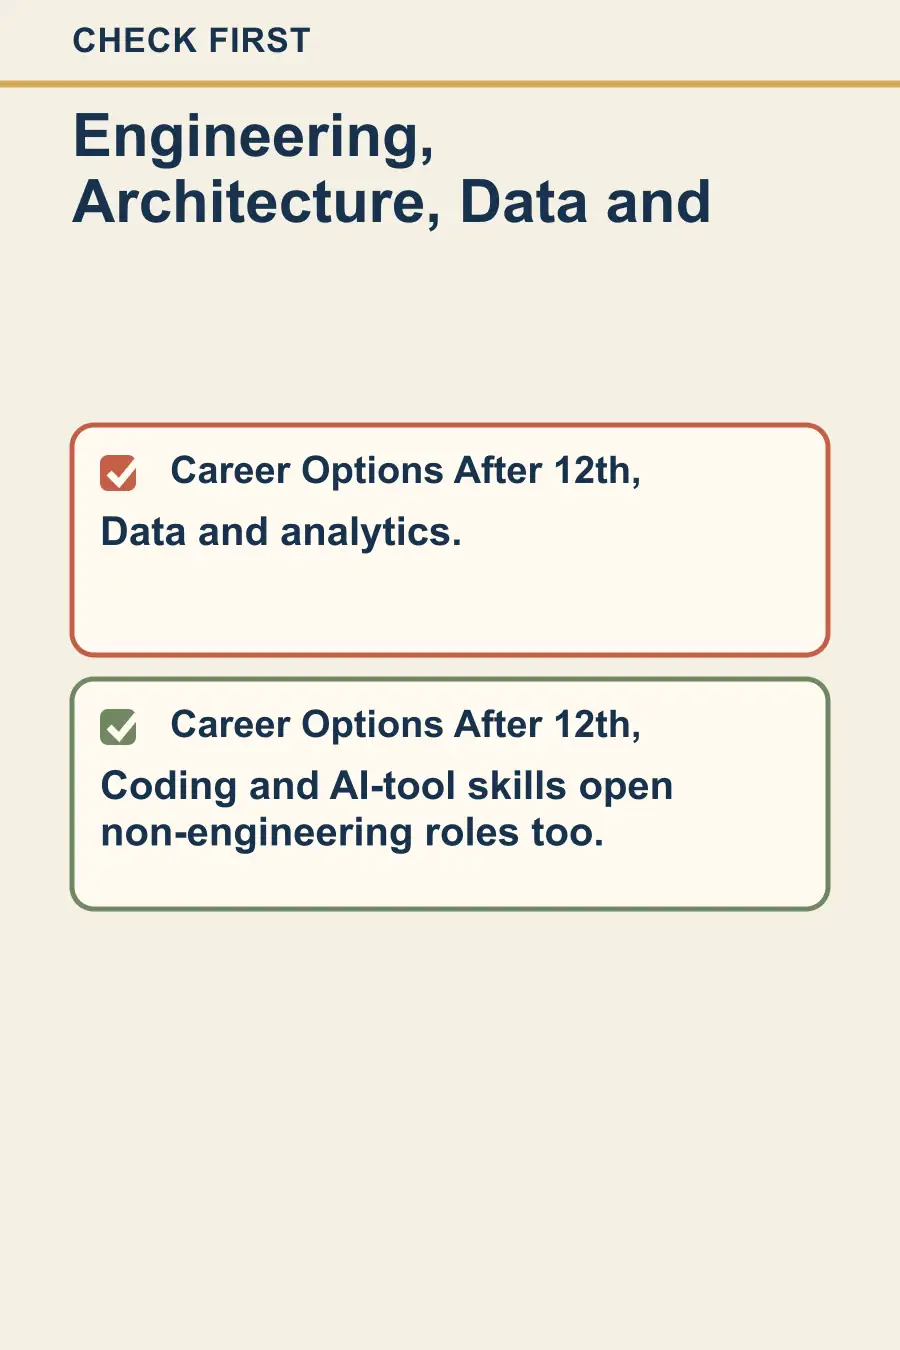 CHECK FIRST
Engineering,
Architecture, Data and
Career Options After 12th,
Data and analytics.
Career Options After 12th,
Coding and AI-tool skills open
non-engineering roles too.